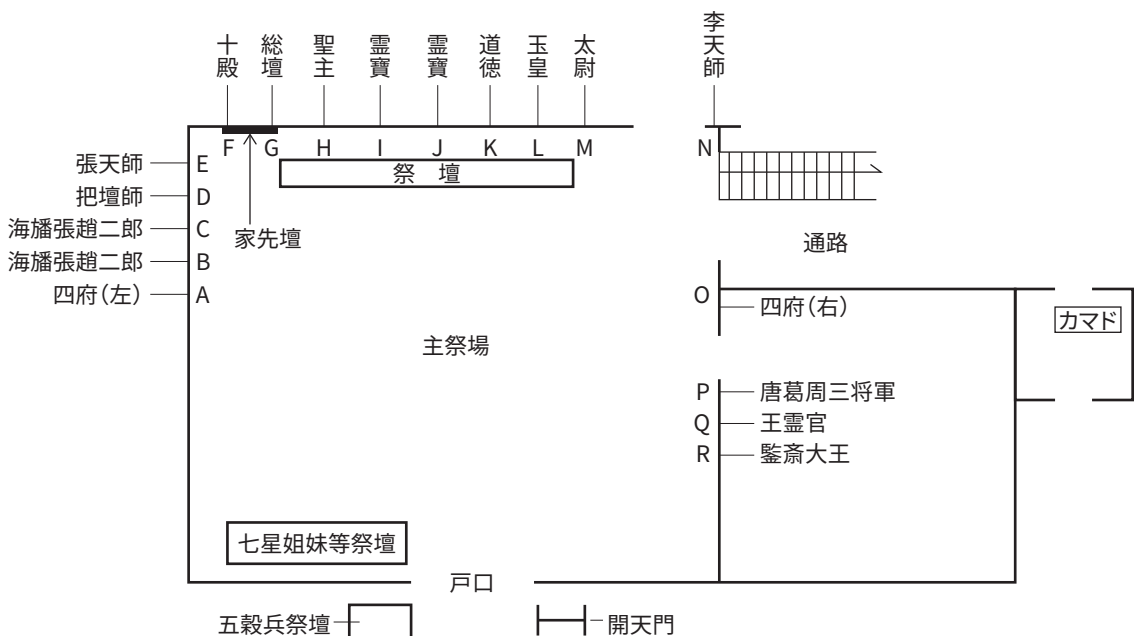 十殿
総壇
聖主
霊寶
霊寶
道徳
玉皇
太尉
李天師
F
G
H
I
J
K
L
M
N
張天師
E
祭 壇
把壇師
D
海旛張趙二郎
C
家先壇
通路
海旛張趙二郎
B
四府(左)
A
O
四府(右)
カマド
主祭場
P
唐葛周三将軍
Q
王霊官
R
監斎大王
七星姐妹等祭壇
戸口
五穀兵祭壇
開天門